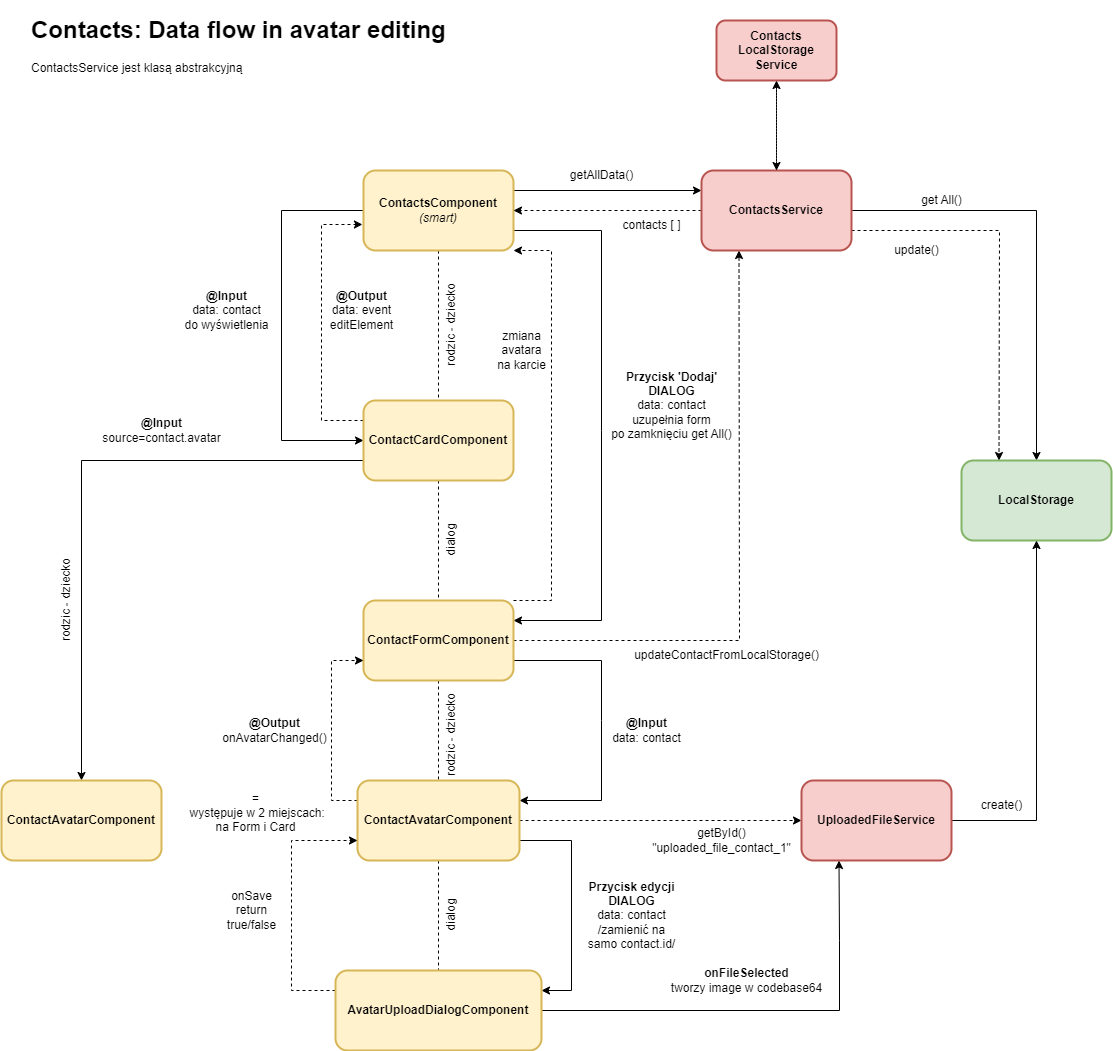 Contacts: Data flow in avatar editing
ContactsService jest klasą abstrakcyjną
Contacts
LocalStorage
Service
getAllData()
ContactsComponent
(smart)
ContactsService
get All()
contacts [ ]
update()
@Input
data: contact
do wyświetlenia
@Output
data: event
editElement
rodzic - dziecko
zmiana
avatara
na karcie
Przycisk 'Dodaj'
DIALOG
data: contact
uzupełnia form
po zamknięciu get All()
@Input
source=contact.avatar
ContactCardComponent
LocalStorage
dialog
rodzic - dziecko
ContactFormComponent
updateContactFromLocalStorage()
@Output
onAvatarChanged()
rodzic - dziecko
@Input
data: contact
ContactAvatarComponent
=
występuje w 2 miejscach:
na Form i Card
ContactAvatarComponent
getById()
"uploaded_file_contact_1"
UploadedFileService
create()
onSave
return
true/false
dialog
Przycisk edycji
DIALOG
data: contact
/zamienić na
samo contact.id/
onFileSelected
tworzy image w codebase64
AvatarUploadDialogComponent